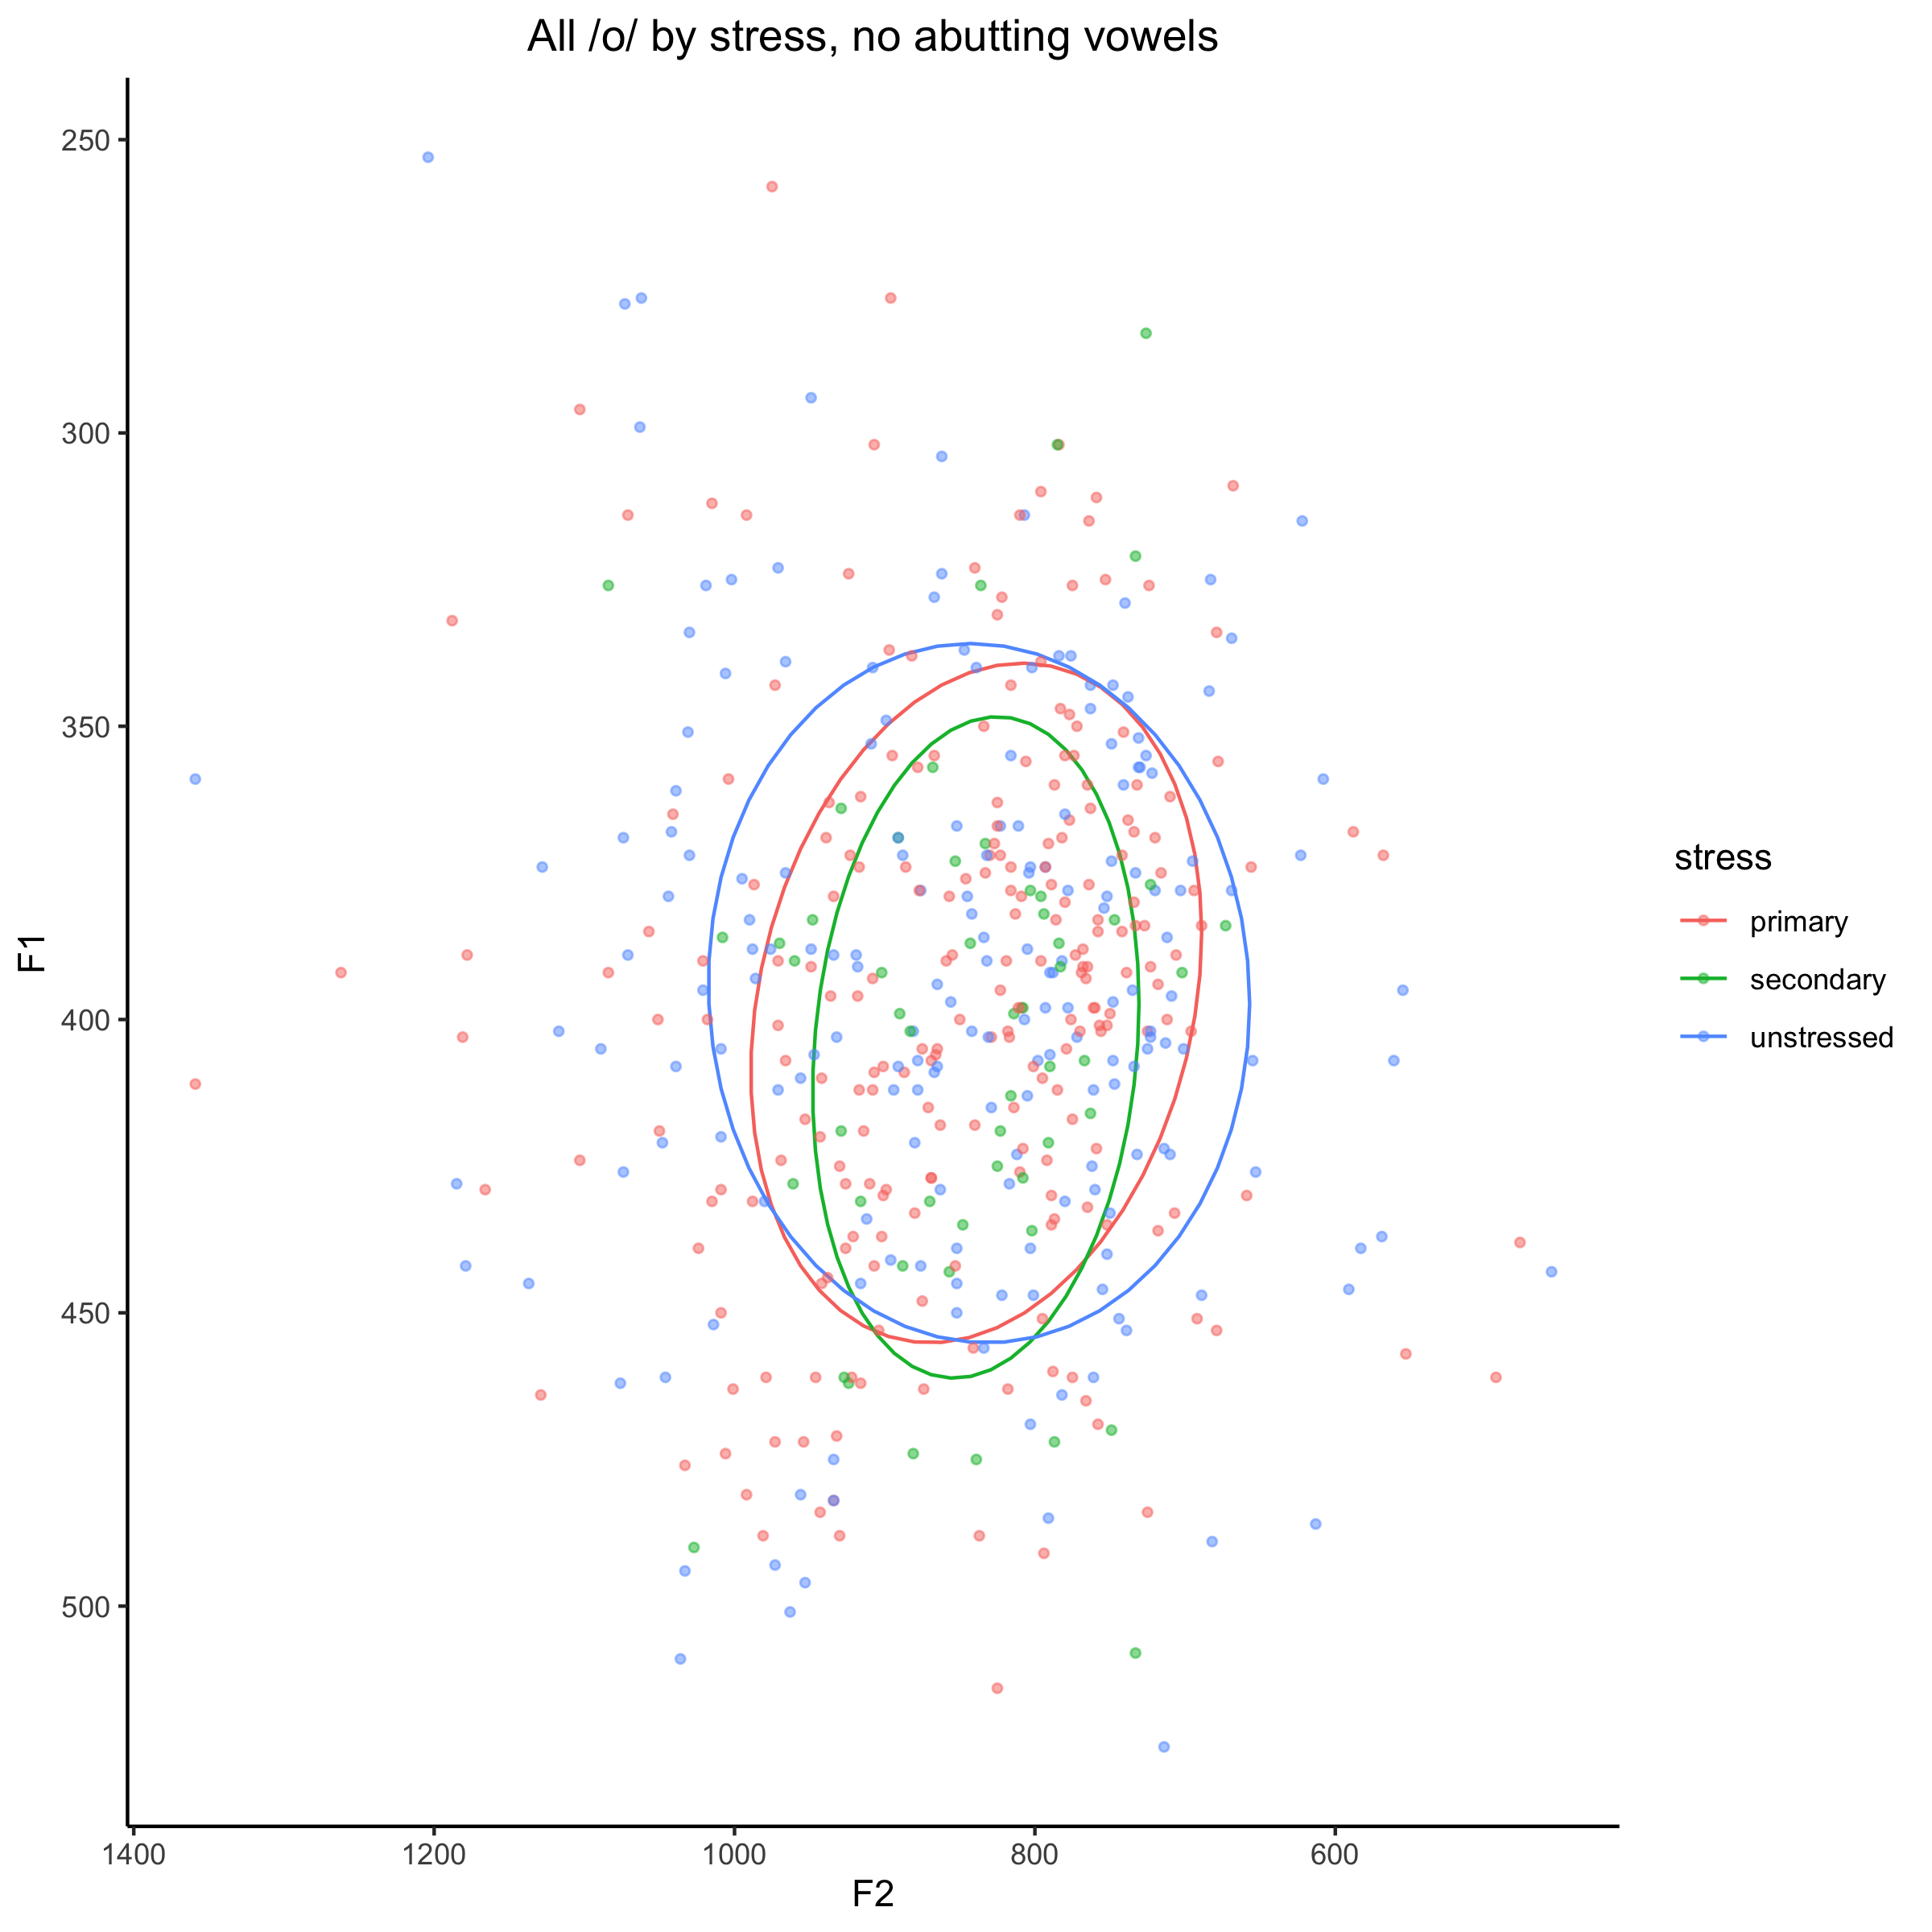 All /o/ by stress, no abutting vowels
F1
250
300
350
400
450
500
1400 1200 1000 800 600
F2
stress
primary
secondary
unstressed